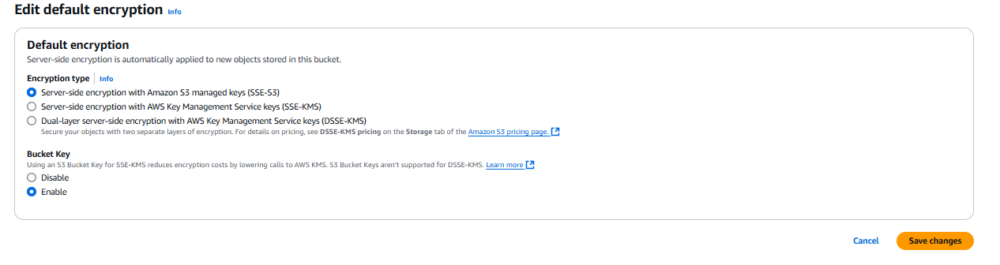 Edit default encryption Info
Default encryption
Server-side encryption is automatically applied to new objects stored in this bucket.
Encryption type Info
Server-side encryption with Amazon S3 managed keys (SSE-S3)
Server-side encryption with AWS Key Management Service keys (SSE-KMS)
Dual-layer server-side encryption with AWS Key Management Service keys (DSSE-KMS)
Secure your objects with two separate layers of encryption. For details on pricing, see DSSE-KMS pricing on the Storage tab of the Amazon S3 pricing page.
Bucket Key
Using an S3 Bucket Key for SSE-KMS reduces encryption costs by lowering calls to AWS KMS. S3 Bucket Keys aren't supported for DSSE-KMS. Learn more
Disable
Enable
Cancel Save changes